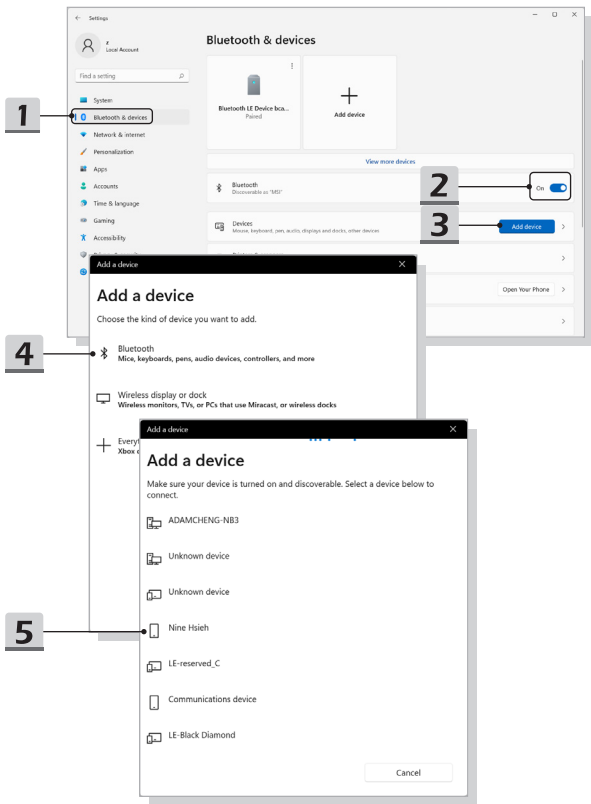 Settings
z
Local Account
Find a setting
System
Bluetooth & devices
Network & internet
Personalization
Apps
Accounts
Time & language
Gaming
Accessibility
Bluetooth & devices
Bluetooth LE Device bca...
Paired
Add device
View more devices
Bluetooth
Discoverable as "MSI"
On
Devices
Mouse, keyboard, pen, audio, displays and docks, other devices
Add device
Open Your Phone
1
2
3
Add a device
Add a device
Choose the kind of device you want to add.
4
Bluetooth
Mice, keyboards, pens, audio devices, controllers, and more
Wireless display or dock
Wireless monitors, TVs, or PCs that use Miracast, or wireless docks
Xbox
Add a device
Add a device
Make sure your device is turned on and discoverable. Select a device below to
connect.
ADAMCHENG-NB3
Unknown device
Unknown device
5
Nine Hsieh
LE-reserved_C
Communications device
LE-Black Diamond
Cancel